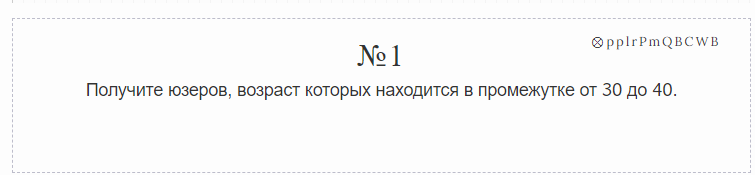 ⊗pplrPmQBCWB
№1
Получите юзеров, возраст которых находится в промежутке от 30 до 40.